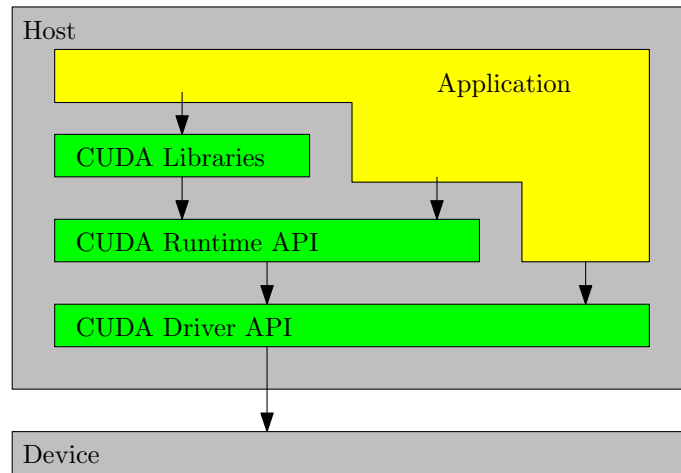 Host
Application
CUDA Libraries
CUDA Runtime API
CUDA Driver API
Device